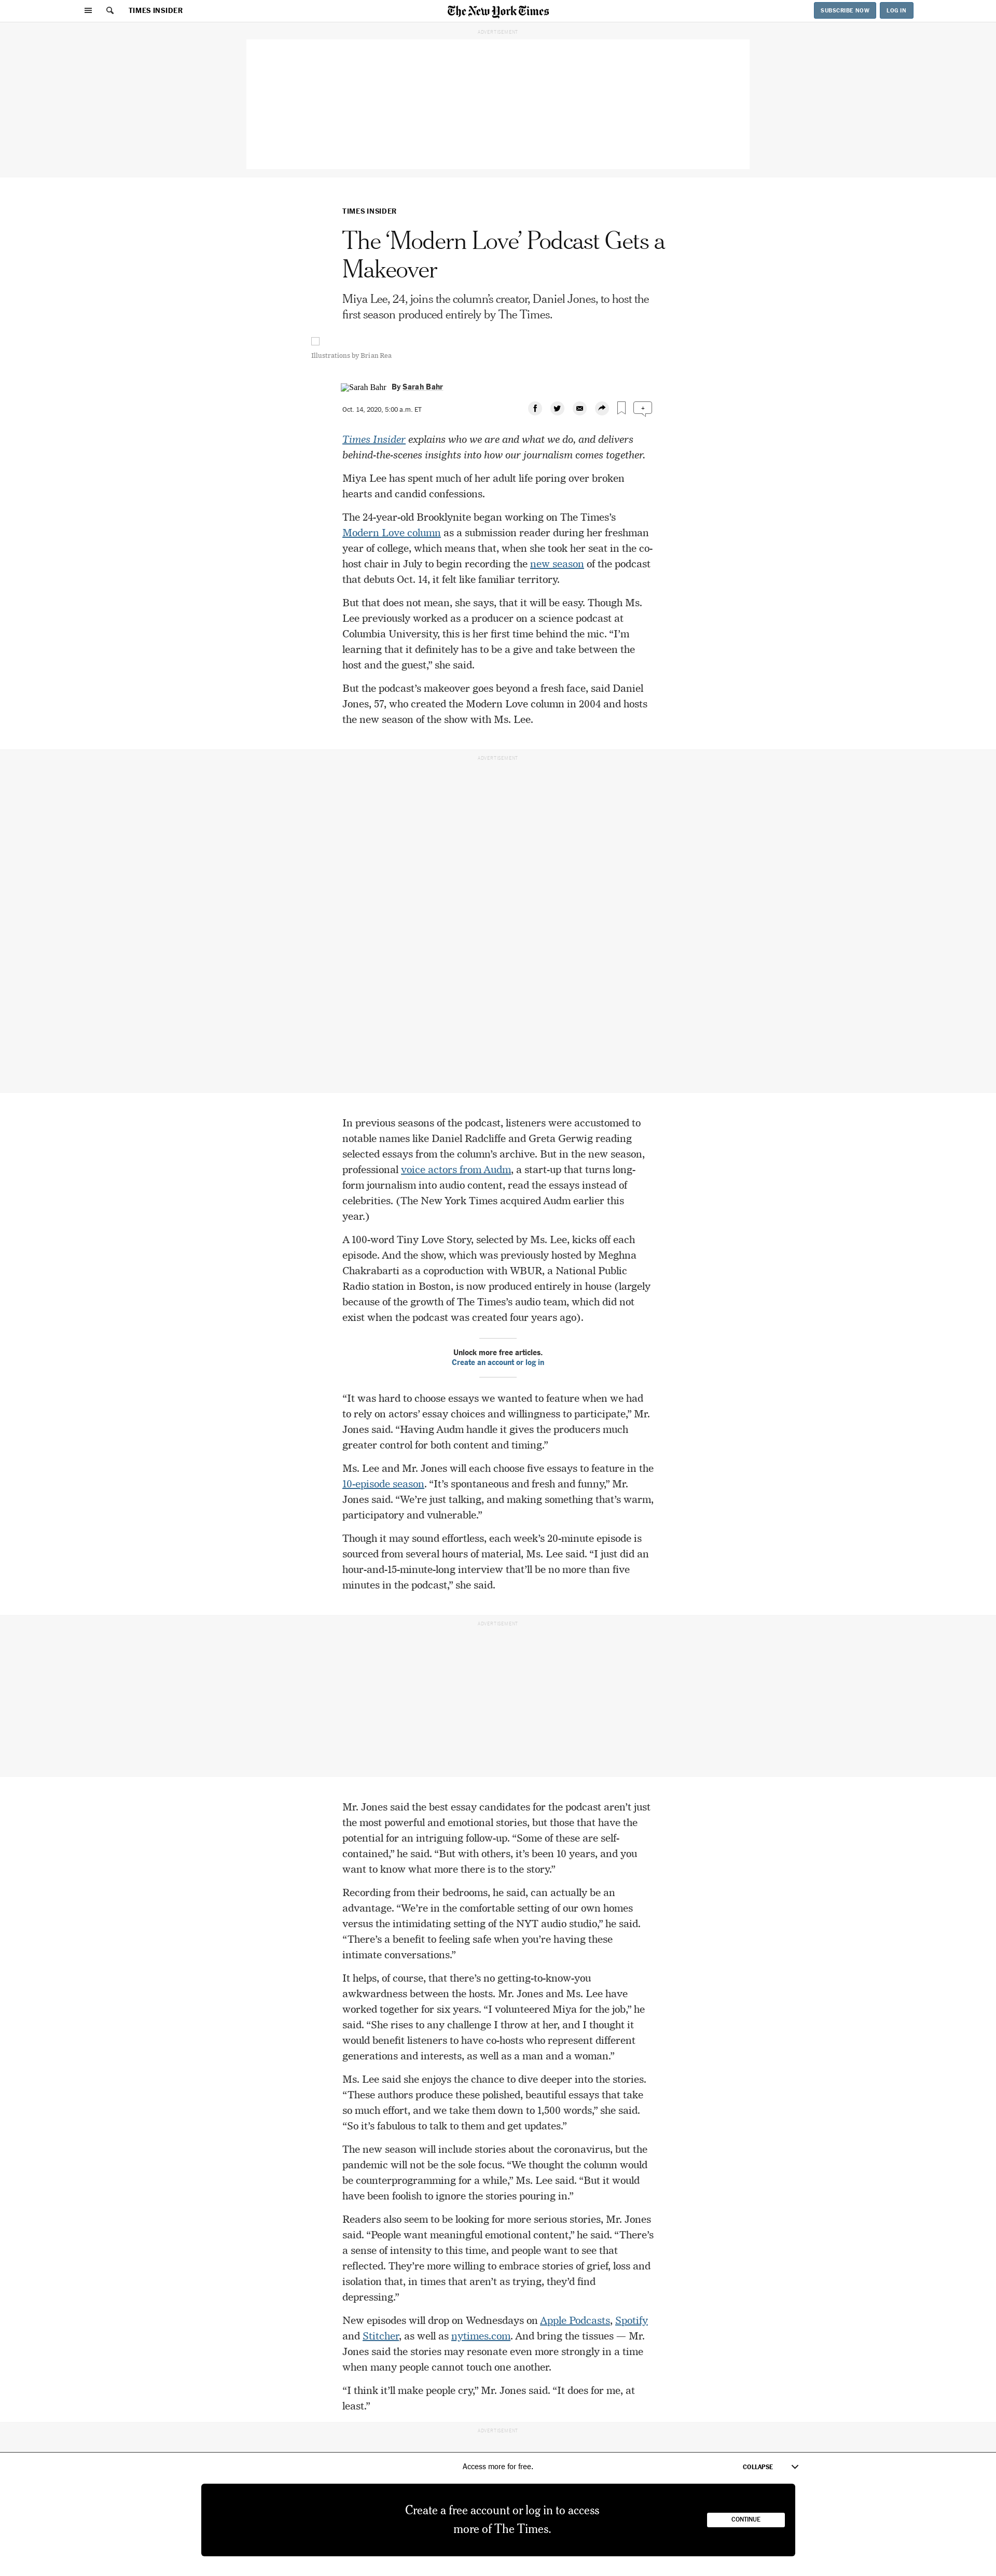 TIMES INSIDER
The New York Times
SUBSCRIBE NOW
LOG IN
ADVERTISEMENT
TIMES INSIDER
The ‘Modern Love’ Podcast Gets a
Makeover
Miya Lee, 24, joins the column’s creator, Daniel Jones, to host the
first season produced entirely by The Times.
Illustrations by Brian Rea
Sarah Bahr
By Sarah Bahr
Oct. 14, 2020, 5:00 a.m. ET
Times Insider explains who we are and what we do, and delivers
behind-the-scenes insights into how our journalism comes together.
Miya Lee has spent much of her adult life poring over broken
hearts and candid confessions.
The 24-year-old Brooklynite began working on The Times’s
Modern Love column as a submission reader during her freshman
year of college, which means that, when she took her seat in the co-
host chair in July to begin recording the new season of the podcast
that debuts Oct. 14, it felt like familiar territory.
But that does not mean, she says, that it will be easy. Though Ms.
Lee previously worked as a producer on a science podcast at
Columbia University, this is her first time behind the mic. “I’m
learning that it definitely has to be a give and take between the
host and the guest,” she said.
But the podcast’s makeover goes beyond a fresh face, said Daniel
Jones, 57, who created the Modern Love column in 2004 and hosts
the new season of the show with Ms. Lee.
ADVERTISEMENT
In previous seasons of the podcast, listeners were accustomed to
notable names like Daniel Radcliffe and Greta Gerwig reading
selected essays from the column’s archive. But in the new season,
professional voice actors from Audm, a start-up that turns long-
form journalism into audio content, read the essays instead of
celebrities. (The New York Times acquired Audm earlier this
year.)
A 100-word Tiny Love Story, selected by Ms. Lee, kicks off each
episode. And the show, which was previously hosted by Meghna
Chakrabarti as a coproduction with WBUR, a National Public
Radio station in Boston, is now produced entirely in house (largely
because of the growth of The Times’s audio team, which did not
exist when the podcast was created four years ago).
Unlock more free articles.
Create an account or log in
“It was hard to choose essays we wanted to feature when we had
to rely on actors’ essay choices and willingness to participate,” Mr.
Jones said. “Having Audm handle it gives the producers much
greater control for both content and timing.”
Ms. Lee and Mr. Jones will each choose five essays to feature in the
10-episode season. “It’s spontaneous and fresh and funny,” Mr.
Jones said. “We’re just talking, and making something that’s warm,
participatory and vulnerable.”
Though it may sound effortless, each week’s 20-minute episode is
sourced from several hours of material, Ms. Lee said. “I just did an
hour-and-15-minute-long interview that’ll be no more than five
minutes in the podcast,” she said.
ADVERTISEMENT
Mr. Jones said the best essay candidates for the podcast aren’t just
the most powerful and emotional stories, but those that have the
potential for an intriguing follow-up. “Some of these are self-
contained,” he said. “But with others, it’s been 10 years, and you
want to know what more there is to the story.”
Recording from their bedrooms, he said, can actually be an
advantage. “We’re in the comfortable setting of our own homes
versus the intimidating setting of the NYT audio studio,” he said.
“There’s a benefit to feeling safe when you’re having these
intimate conversations.”
It helps, of course, that there’s no getting-to-know-you
awkwardness between the hosts. Mr. Jones and Ms. Lee have
worked together for six years. “I volunteered Miya for the job,” he
said. “She rises to any challenge I throw at her, and I thought it
would benefit listeners to have co-hosts who represent different
generations and interests, as well as a man and a woman.”
Ms. Lee said she enjoys the chance to dive deeper into the stories.
“These authors produce these polished, beautiful essays that take
so much effort, and we take them down to 1,500 words,” she said.
“So it’s fabulous to talk to them and get updates.”
The new season will include stories about the coronavirus, but the
pandemic will not be the sole focus. “We thought the column would
be counterprogramming for a while,” Ms. Lee said. “But it would
have been foolish to ignore the stories pouring in.”
Readers also seem to be looking for more serious stories, Mr. Jones
said. “People want meaningful emotional content,” he said. “There’s
a sense of intensity to this time, and people want to see that
reflected. They’re more willing to embrace stories of grief, loss and
isolation that, in times that aren’t as trying, they’d find
depressing.”
New episodes will drop on Wednesdays on Apple Podcasts, Spotify
and Stitcher, as well as nytimes.com. And bring the tissues — Mr.
Jones said the stories may resonate even more strongly in a time
when many people cannot touch one another.
“I think it’ll make people cry,” Mr. Jones said. “It does for me, at
least.”
ADVERTISEMENT
Access more for free.
COLLAPSE
Create a free account or log in to access
more of The Times.
CONTINUE